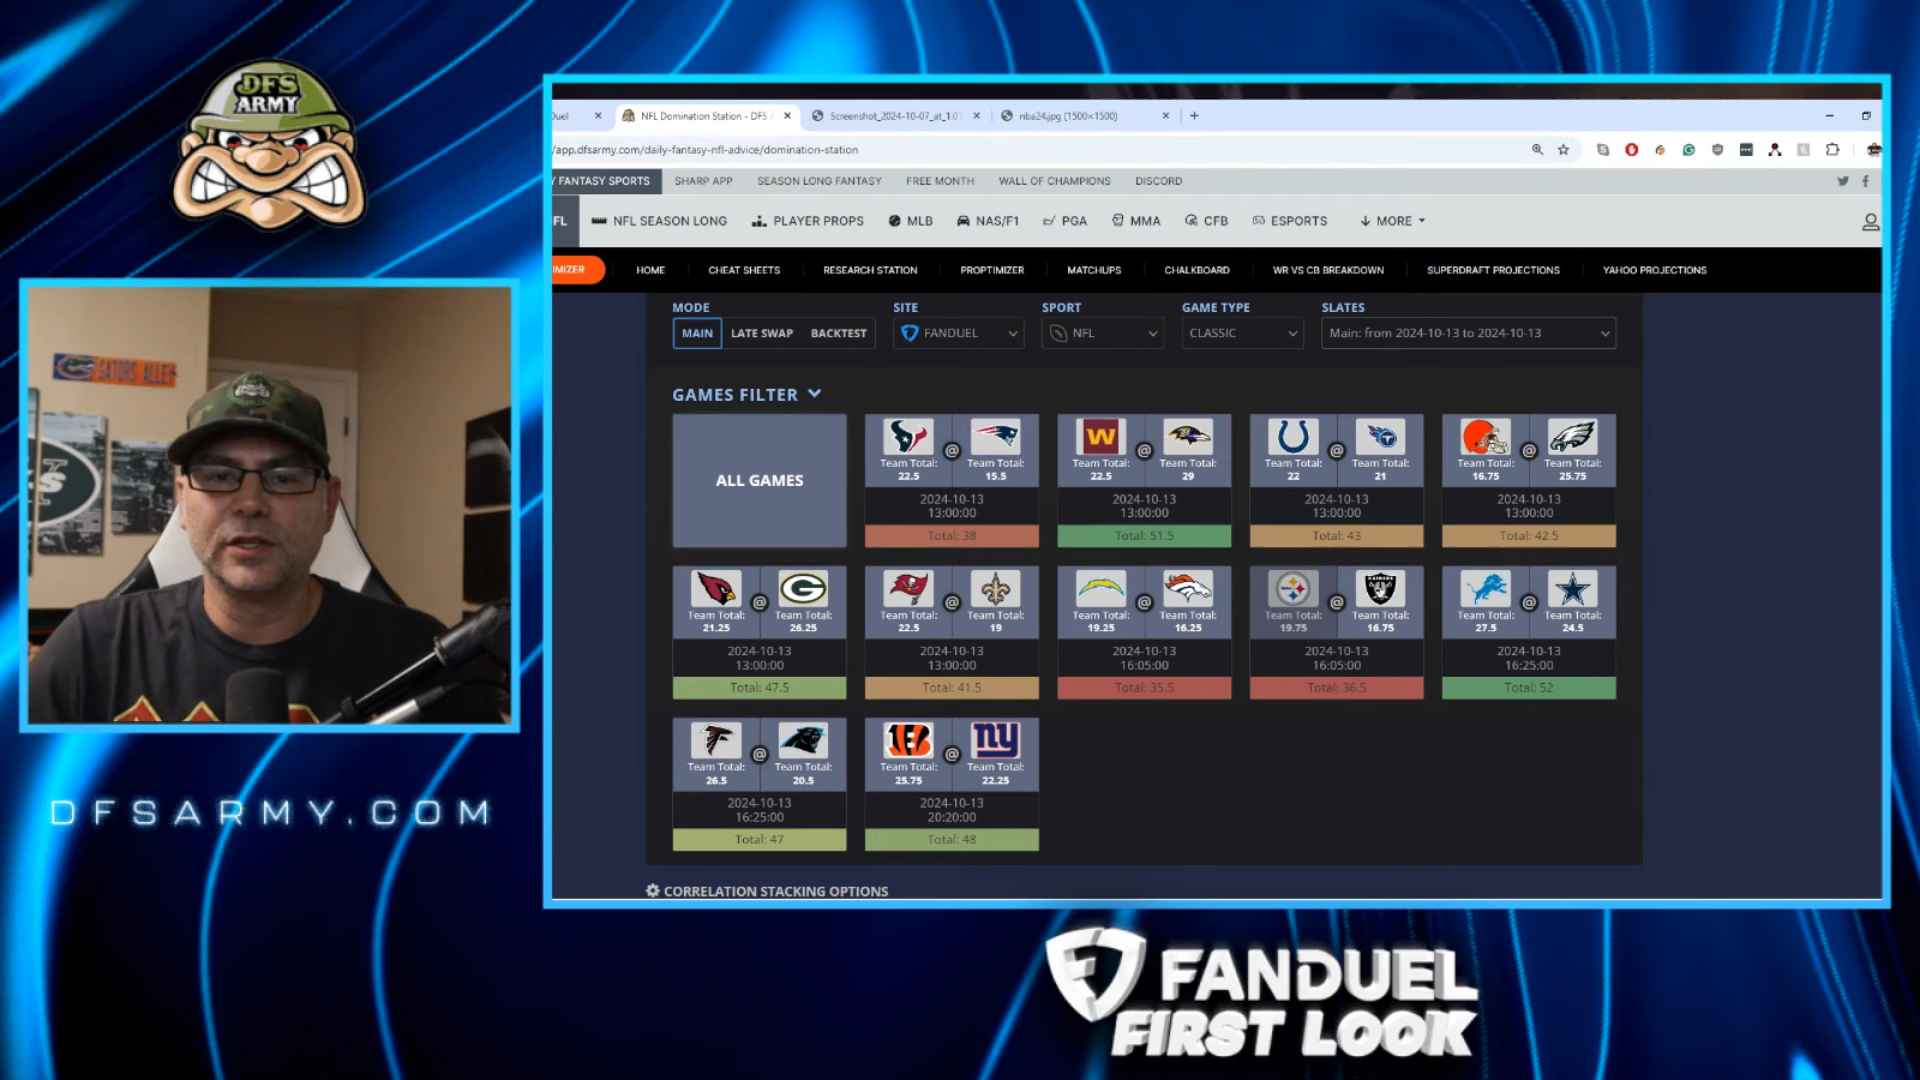 DFS
ARMY
GATORS ALLEY
DFSARMY.COM
Duel
NFL Domination Station - DFS
Screenshot_2024-10-07_at_1.01
nba24.jpg (1500×1500)
/app.dfsarmy.com/daily-fantasy-nfl-advice/domination-station
Y FANTASY SPORTS
SHARP APP
SEASON LONG FANTASY
FREE MONTH
WALL OF CHAMPIONS
DISCORD
FL
NFL SEASON LONG
PLAYER PROPS
MLB
NAS/F1
PGA
MMA
CFB
ESPORTS
MORE
IMIZER
HOME
CHEAT SHEETS
RESEARCH STATION
PROPTIMIZER
MATCHUPS
CHALKBOARD
WR VS CB BREAKDOWN
SUPERDRAFT PROJECTIONS
YAHOO PROJECTIONS
MODE
SITE
SPORT
GAME TYPE
SLATES
MAIN
LATE SWAP
BACKTEST
FANDUEL
NFL
CLASSIC
Main: from 2024-10-13 to 2024-10-13
GAMES FILTER
ALL GAMES
@
Team Total: Team Total:
22.5 15.5
2024-10-13
13:00:00
Total: 38
W @
Team Total: Team Total:
22.5 29
2024-10-13
13:00:00
Total: 51.5
@
Team Total: Team Total:
22 21
2024-10-13
13:00:00
Total: 43
@
Team Total: Team Total:
16.75 25.75
2024-10-13
13:00:00
Total: 42.5
@ G
Team Total: Team Total:
21.25 26.25
2024-10-13
13:00:00
Total: 47.5
@
Team Total: Team Total:
22.5 19
2024-10-13
13:00:00
Total: 41.5
@
Team Total: Team Total:
19.25 16.25
2024-10-13
16:05:00
Total: 35.5
@
Team Total: Team Total:
19.75 16.75
2024-10-13
16:05:00
Total: 36.5
@
Team Total: Team Total:
27.5 24.5
2024-10-13
16:25:00
Total: 52
@
Team Total: Team Total:
26.5 20.5
2024-10-13
16:25:00
Total: 47
B @ ny
Team Total: Team Total:
25.75 22.25
2024-10-13
20:20:00
Total: 48
CORRELATION STACKING OPTIONS
FANDUEL
FIRST LOOK